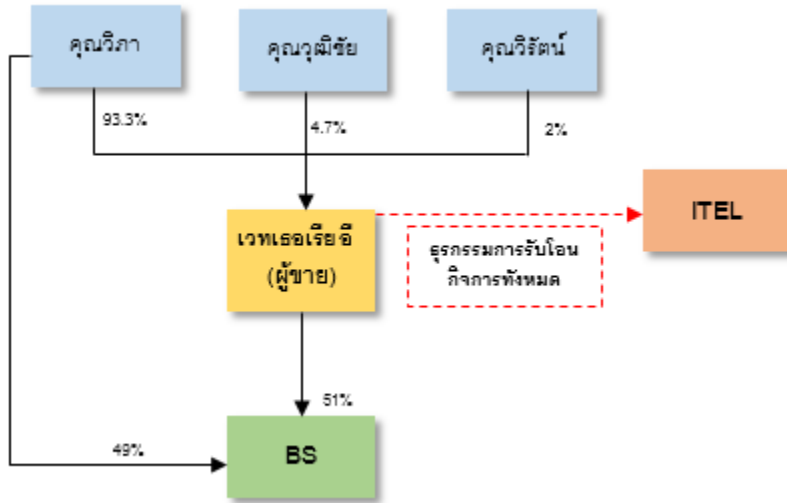 คุณวิภา
คุณวุฒิชัย
คุณวิรัตน์
93.3%
4.7%
2%
เวทเธอเรียอี
(ผู้ขาย)
ITEL
ธุรกรรมการรับโอน
กิจการทั้งหมด
51%
49%
BS